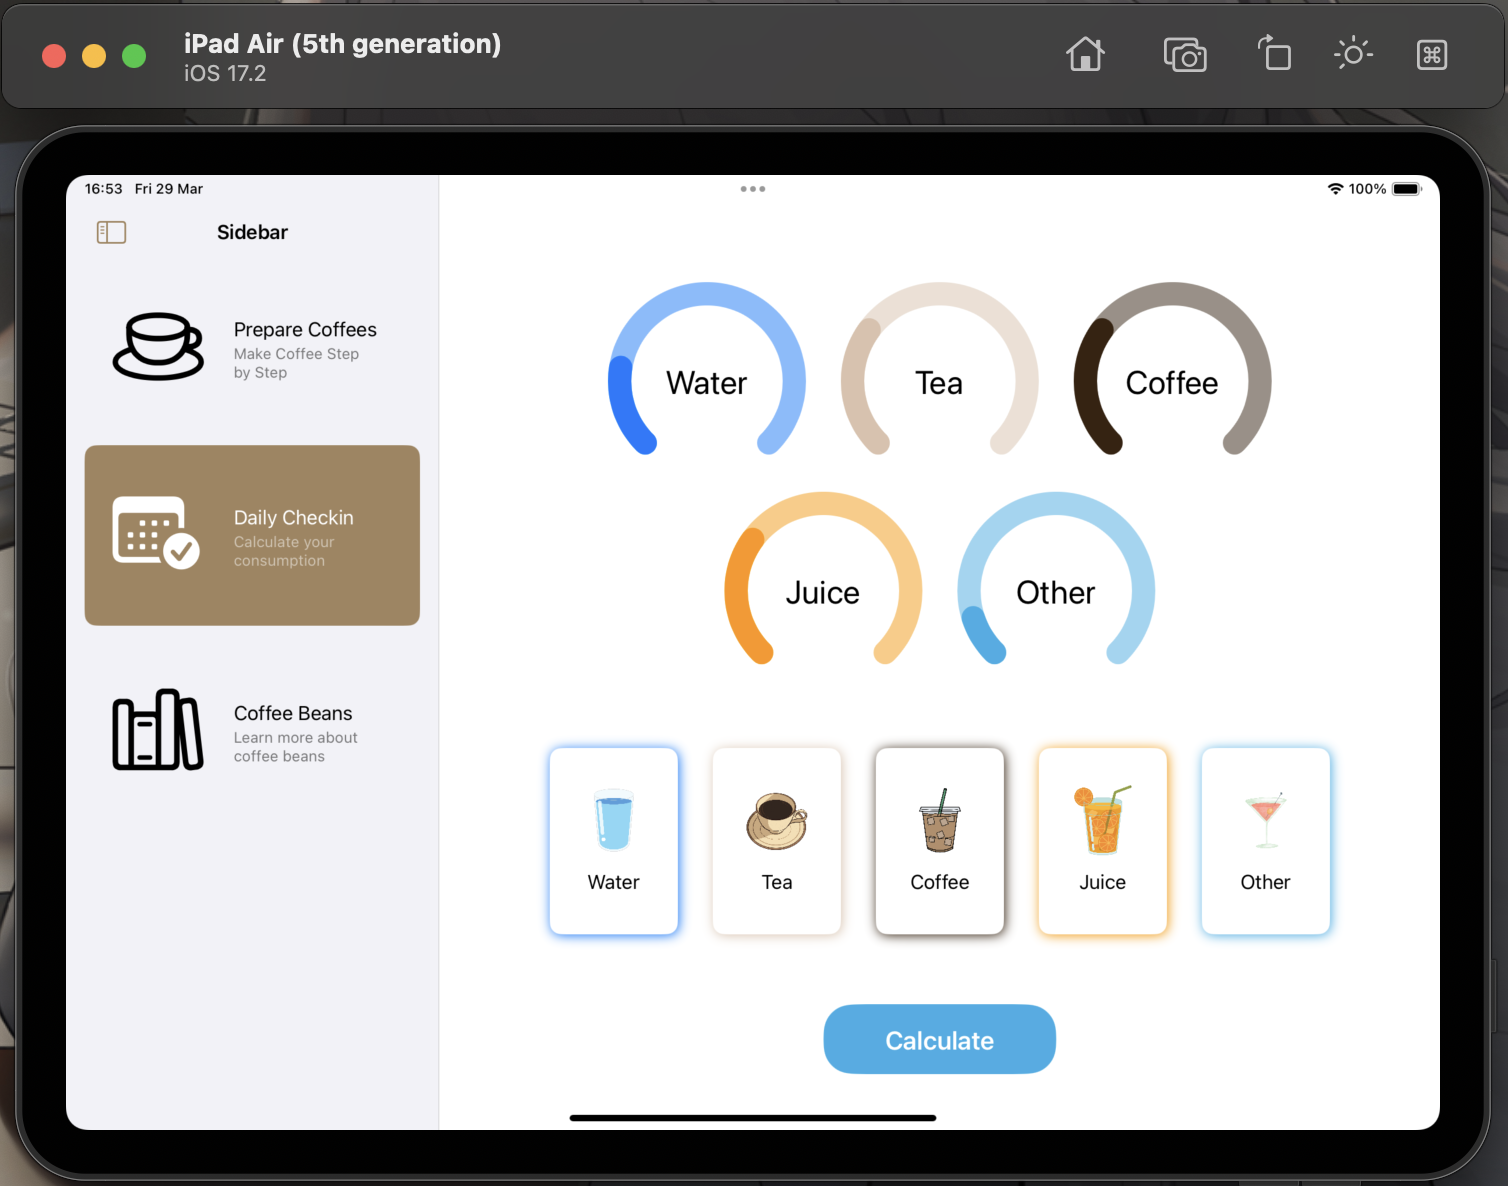 iPad Air (5th generation)
iOS 17.2
16:53 Fri 29 Mar
100%
Sidebar
Prepare Coffees
Make Coffee Step
by Step
Daily Checkin
Calculate your
consumption
Coffee Beans
Learn more about
coffee beans
Water
Tea
Coffee
Juice
Other
Water
Tea
Coffee
Juice
Other
Calculate